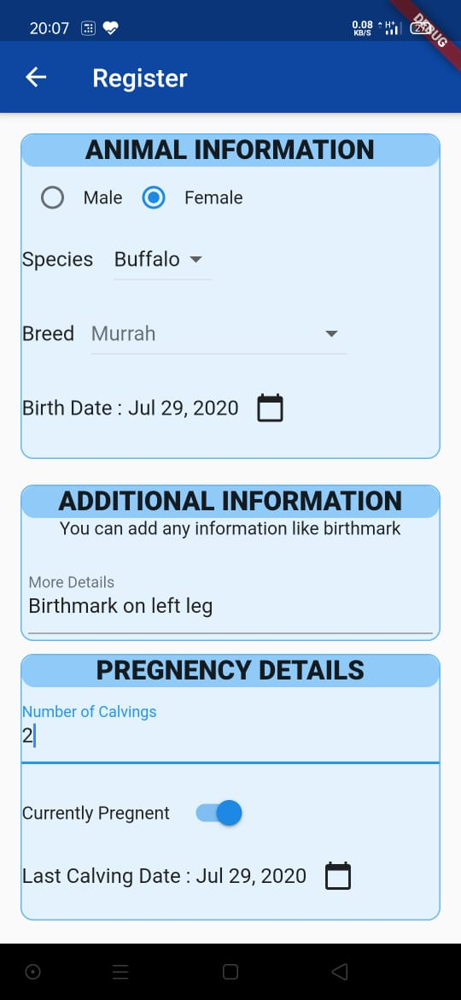 20:07
0.08 KB/S
H+
DEBUG
Register
ANIMAL INFORMATION
Male Female
Species Buffalo
Breed Murrah
Birth Date : Jul 29, 2020
ADDITIONAL INFORMATION
You can add any information like birthmark
More Details
Birthmark on left leg
PREGNENCY DETAILS
Number of Calvings
2
Currently Pregnent
Last Calving Date : Jul 29, 2020